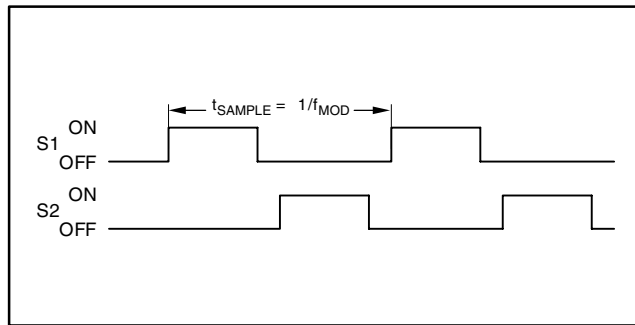 tSAMPLE = 1/fMOD
S1 ON
OFF
S2 ON
OFF